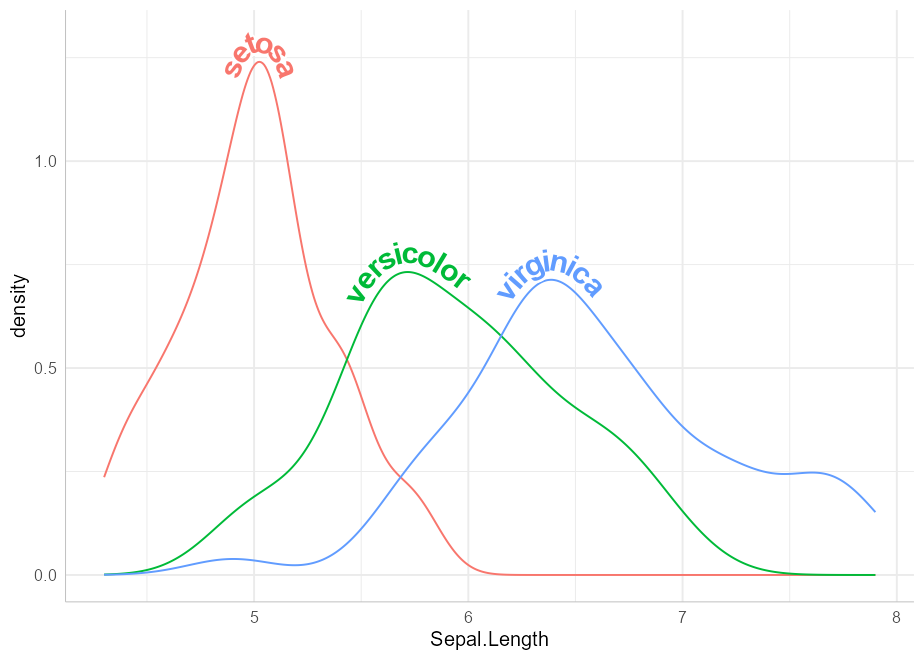 setosa
versicolor
virginica
density
1.0
0.5
0.0
5 6 7 8
Sepal.Length